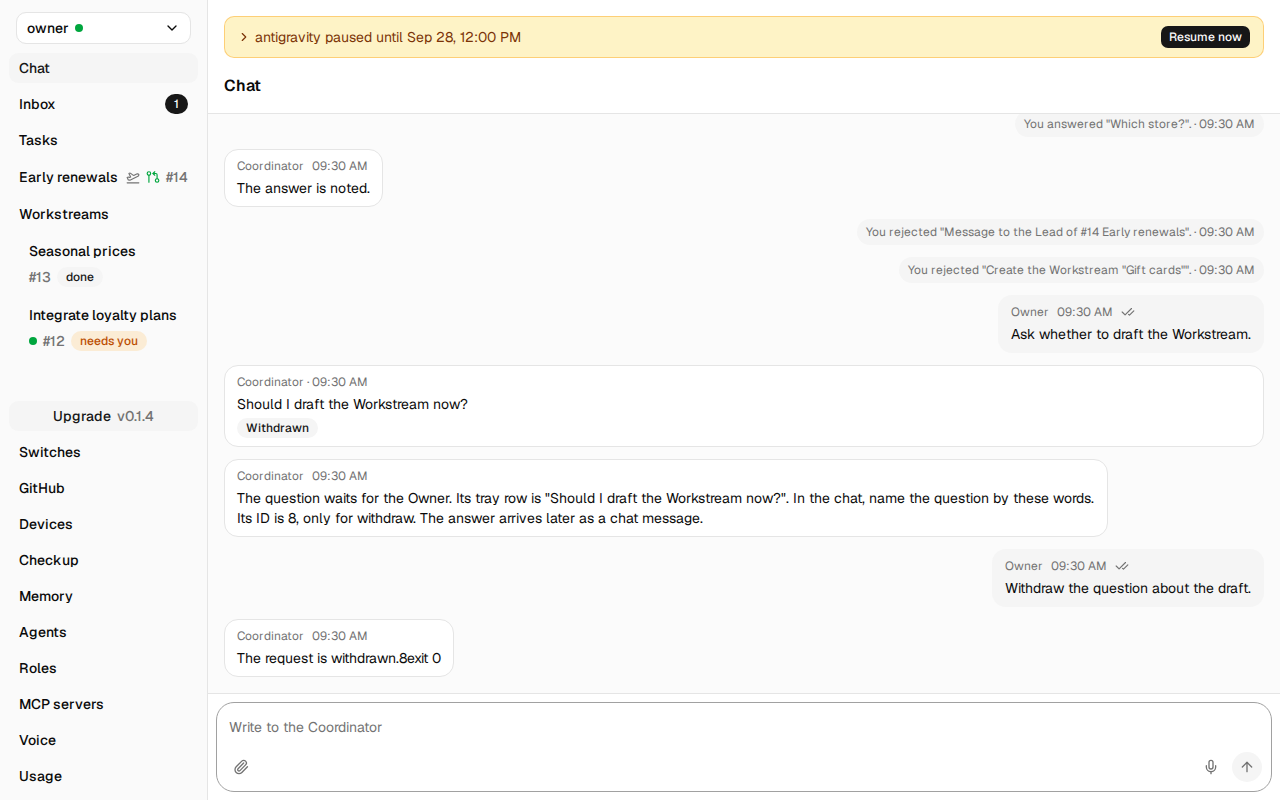 owner
Chat
Inbox
1
Tasks
Early renewals #14
Workstreams
Seasonal prices
#13 done
Integrate loyalty plans
#12 needs you
Upgrade v0.1.4
Switches
GitHub
Devices
Checkup
Memory
Agents
Roles
MCP servers
Voice
Usage
antigravity paused until Sep 28, 12:00 PM
Resume now
Chat
You answered "Which store?". · 09:30 AM
Coordinator 09:30 AM
The answer is noted.
You rejected "Message to the Lead of #14 Early renewals". · 09:30 AM
You rejected "Create the Workstream "Gift cards"". · 09:30 AM
Owner 09:30 AM
Ask whether to draft the Workstream.
Coordinator · 09:30 AM
Should I draft the Workstream now?
Withdrawn
Coordinator 09:30 AM
The question waits for the Owner. Its tray row is "Should I draft the Workstream now?". In the chat, name the question by these words.
Its ID is 8, only for withdraw. The answer arrives later as a chat message.
Owner 09:30 AM
Withdraw the question about the draft.
Coordinator 09:30 AM
The request is withdrawn.8exit 0
Write to the Coordinator